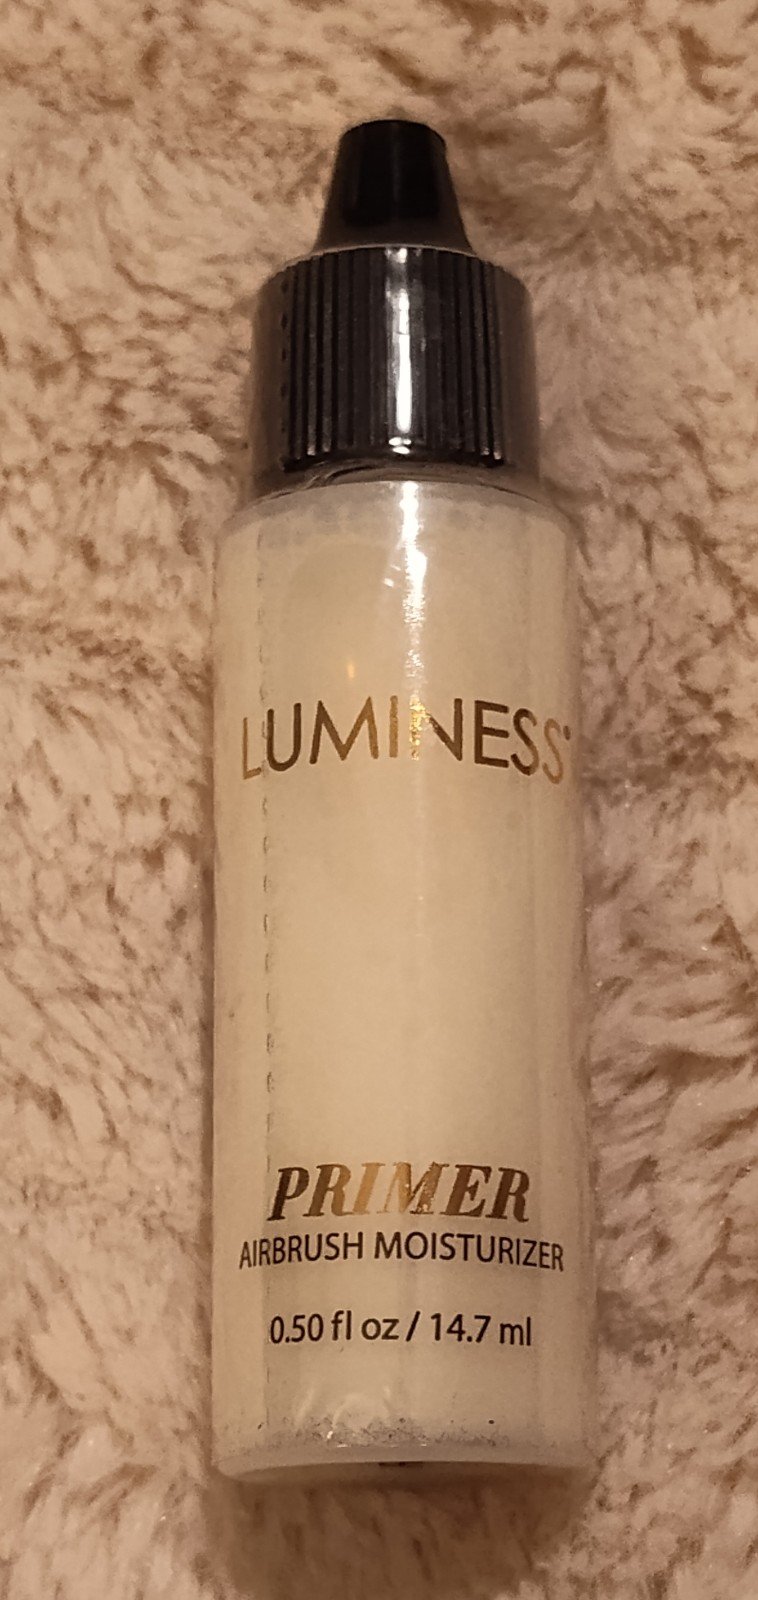 LUMINESS®
PRIMER
AIRBRUSH MOISTURIZER
0.50 fl oz / 14.7 ml